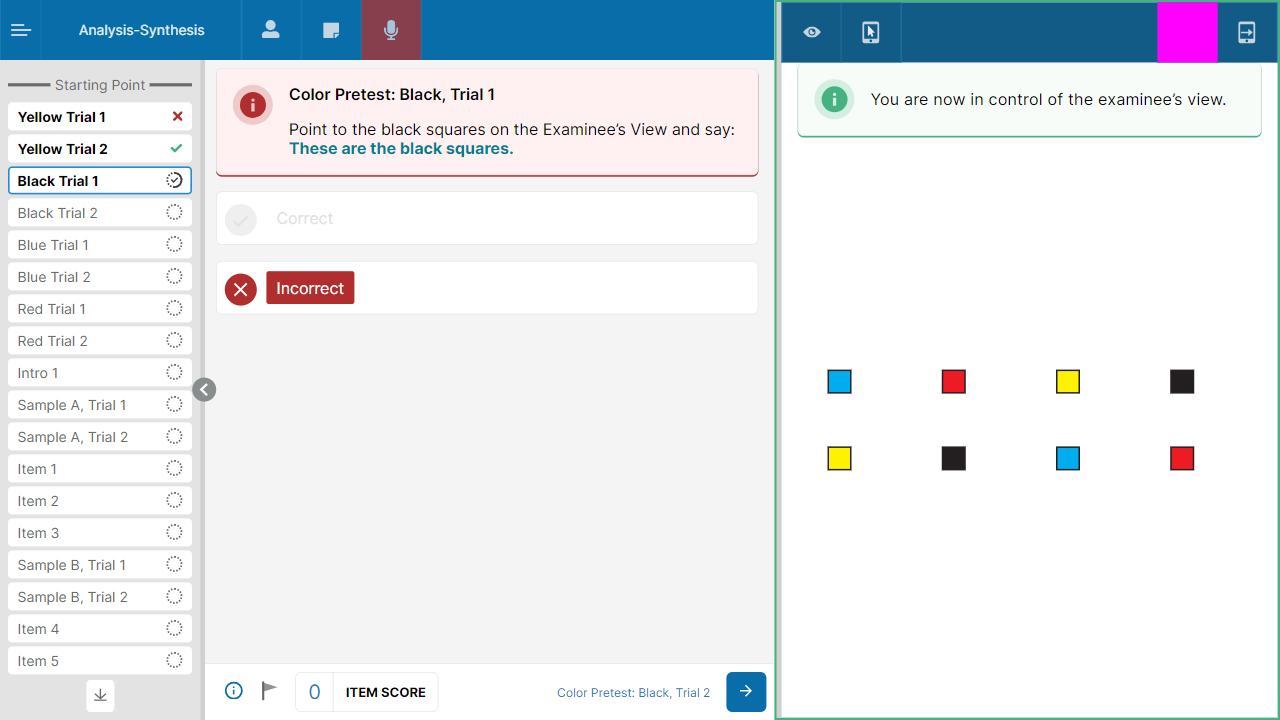 Analysis-Synthesis
Starting Point
Yellow Trial 1
Yellow Trial 2
Black Trial 1
Black Trial 2
Blue Trial 1
Blue Trial 2
Red Trial 1
Red Trial 2
Intro 1
Sample A, Trial 1
Sample A, Trial 2
Item 1
Item 2
Item 3
Sample B, Trial 1
Sample B, Trial 2
Item 4
Item 5
Color Pretest: Black, Trial 1
Point to the black squares on the Examinee’s View and say:
These are the black squares.
Correct
Incorrect
0 ITEM SCORE
Color Pretest: Black, Trial 2
You are now in control of the examinee’s view.